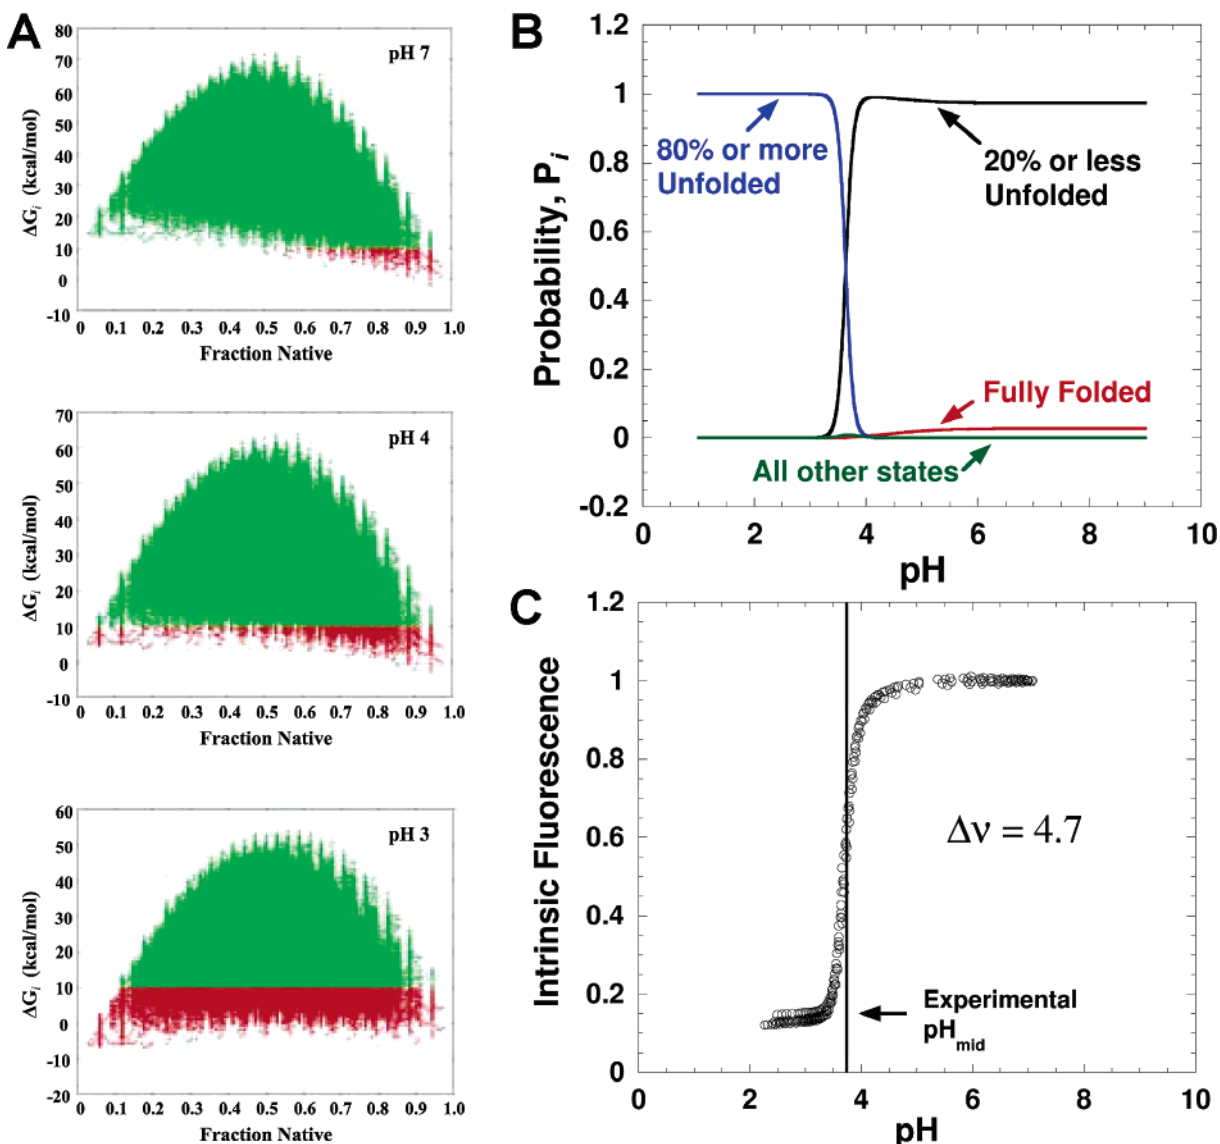 A
80
70
60
50
40
30
20
10
0
-10
ΔGᵢ (kcal/mol)
pH 7
0 0.1 0.2 0.3 0.4 0.5 0.6 0.7 0.8 0.9 1.0
Fraction Native
70
60
50
40
30
20
10
0
-10
ΔGᵢ (kcal/mol)
pH 4
0 0.1 0.2 0.3 0.4 0.5 0.6 0.7 0.8 0.9 1.0
Fraction Native
60
50
40
30
20
10
0
-10
-20
ΔGᵢ (kcal/mol)
pH 3
0 0.1 0.2 0.3 0.4 0.5 0.6 0.7 0.8 0.9 1.0
Fraction Native
B
1.2
1
0.8
0.6
0.4
0.2
0
-0.2
Probability, Pᵢ
80% or more
Unfolded
20% or less
Unfolded
Fully Folded
All other states
0 2 4 6 8 10
pH
C
1.2
1
0.8
0.6
0.4
0.2
0
Intrinsic Fluorescence
Δν = 4.7
Experimental
pHmid
0 2 4 6 8 10
pH